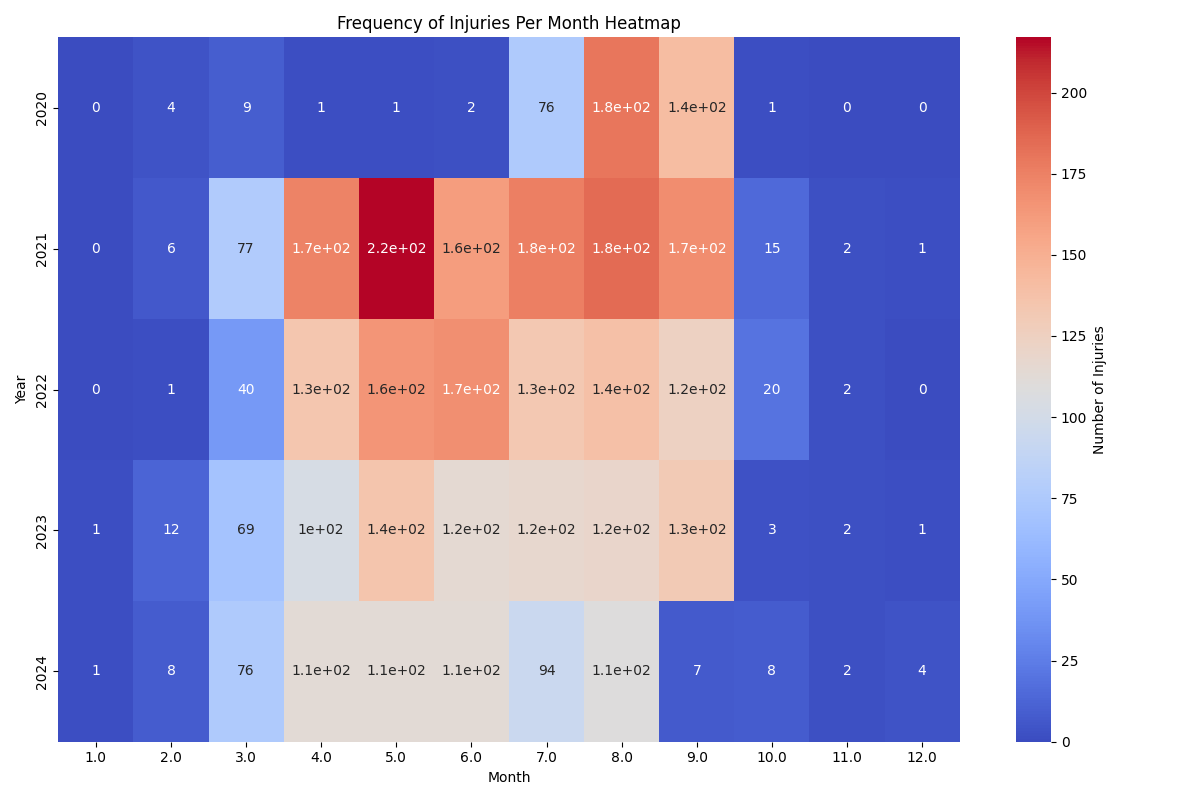 Frequency of Injuries Per Month Heatmap
2020 0 4 9 1 1 2 76 1.8e+02 1.4e+02 1 0 0
2021 0 6 77 1.7e+02 2.2e+02 1.6e+02 1.8e+02 1.8e+02 1.7e+02 15 2 1
2022 0 1 40 1.3e+02 1.6e+02 1.7e+02 1.3e+02 1.4e+02 1.2e+02 20 2 0
2023 1 12 69 1e+02 1.4e+02 1.2e+02 1.2e+02 1.2e+02 1.3e+02 3 2 1
2024 1 8 76 1.1e+02 1.1e+02 1.1e+02 94 1.1e+02 7 8 2 4
1.0 2.0 3.0 4.0 5.0 6.0 7.0 8.0 9.0 10.0 11.0 12.0
Month
Year
200
175
150
125
100
75
50
25
0
Number of Injuries